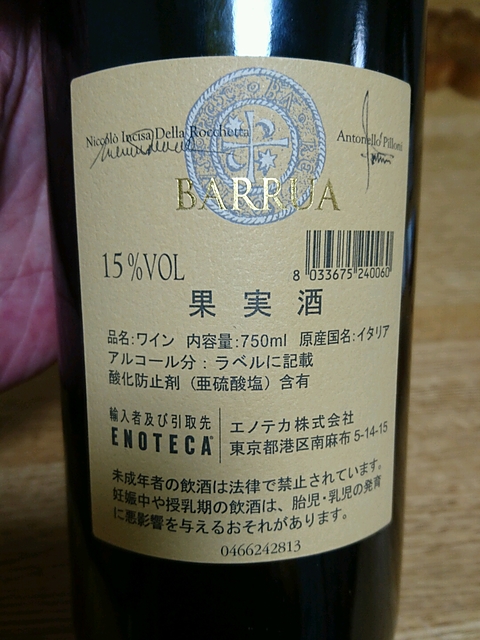 Niccolò Incisa Della Rocchetta
Antonello Pilloni
BARRUA
15%VOL
8 033675 240060
果実酒
品名:ワイン 内容量:750ml 原産国名:イタリア
アルコール分:ラベルに記載
酸化防止剤(亜硫酸塩)含有
輸入者及び引取先
ENOTECA
エノテカ株式会社
東京都港区南麻布5-14-15
未成年者の飲酒は法律で禁止されています。
妊娠中や授乳期の飲酒は、胎児・乳児の発育
に悪影響を与えるおそれがあります。
0466242813